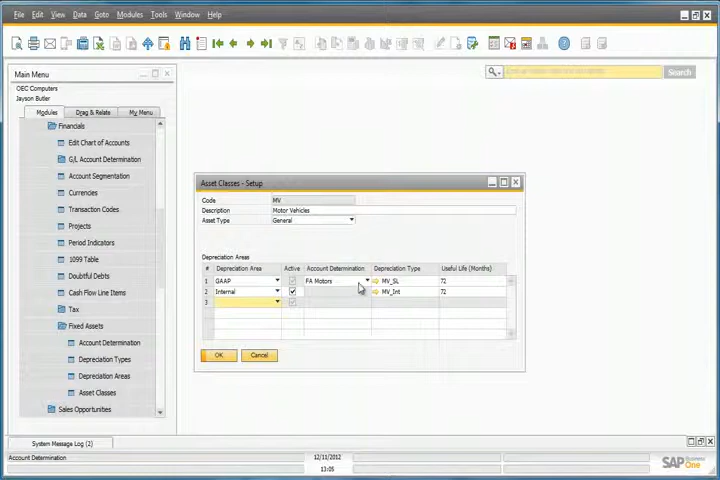 File Edit View Data Goto Modules Tools Window Help
Search
Main Menu
OEC Computers
Jayson Butler
Modules Drag & Relate My Menu
Financials
Edit Chart of Accounts
G/L Account Determination
Account Segmentation
Currencies
Transaction Codes
Projects
Period Indicators
1099 Table
Doubtful Debts
Cash Flow Line Items
Tax
Fixed Assets
Account Determination
Depreciation Types
Depreciation Areas
Asset Classes
Sales Opportunities
Asset Classes - Setup
Code MV
Description Motor Vehicles
Asset Type General
Depreciation Areas
# Depreciation Area Active Account Determination Depreciation Type Useful Life (Months)
1 GAAP FA Motors MV_SL 72
2 Internal MV_Int 72
3
OK Cancel
System Message Log (2)
Account Determination
12/11/2012
13:05
SAP Business One